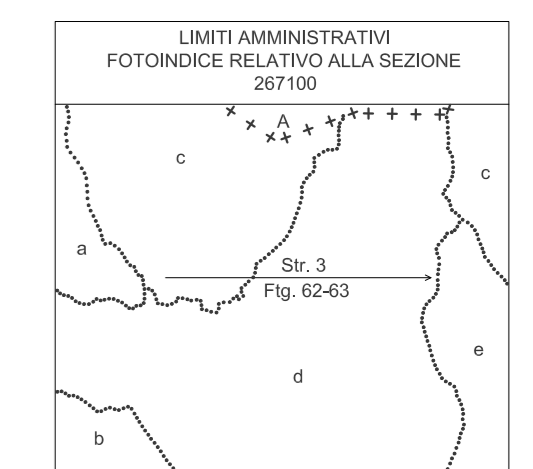 LIMITI AMMINISTRATIVI
FOTOINDICE RELATIVO ALLA SEZIONE
267100
A
c
c
a
Str. 3
Ftg. 62-63
e
d
b